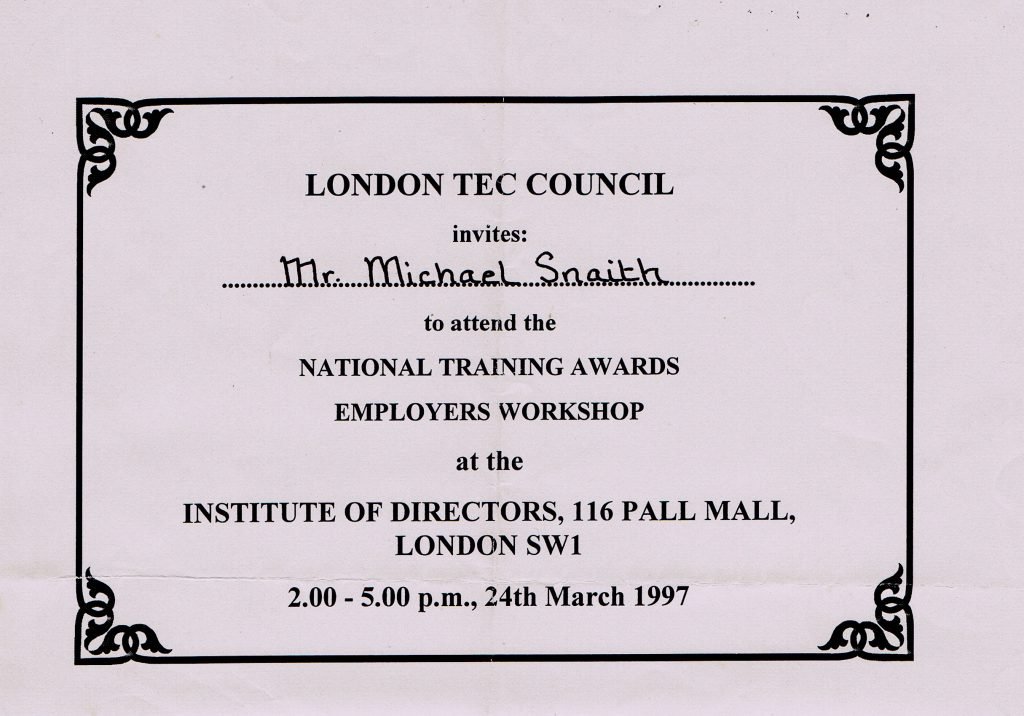 LONDON TEC COUNCIL
invites:
Mr. Michael Snaith
to attend the
NATIONAL TRAINING AWARDS
EMPLOYERS WORKSHOP
at the
INSTITUTE OF DIRECTORS, 116 PALL MALL,
LONDON SW1
2.00 - 5.00 p.m., 24th March 1997